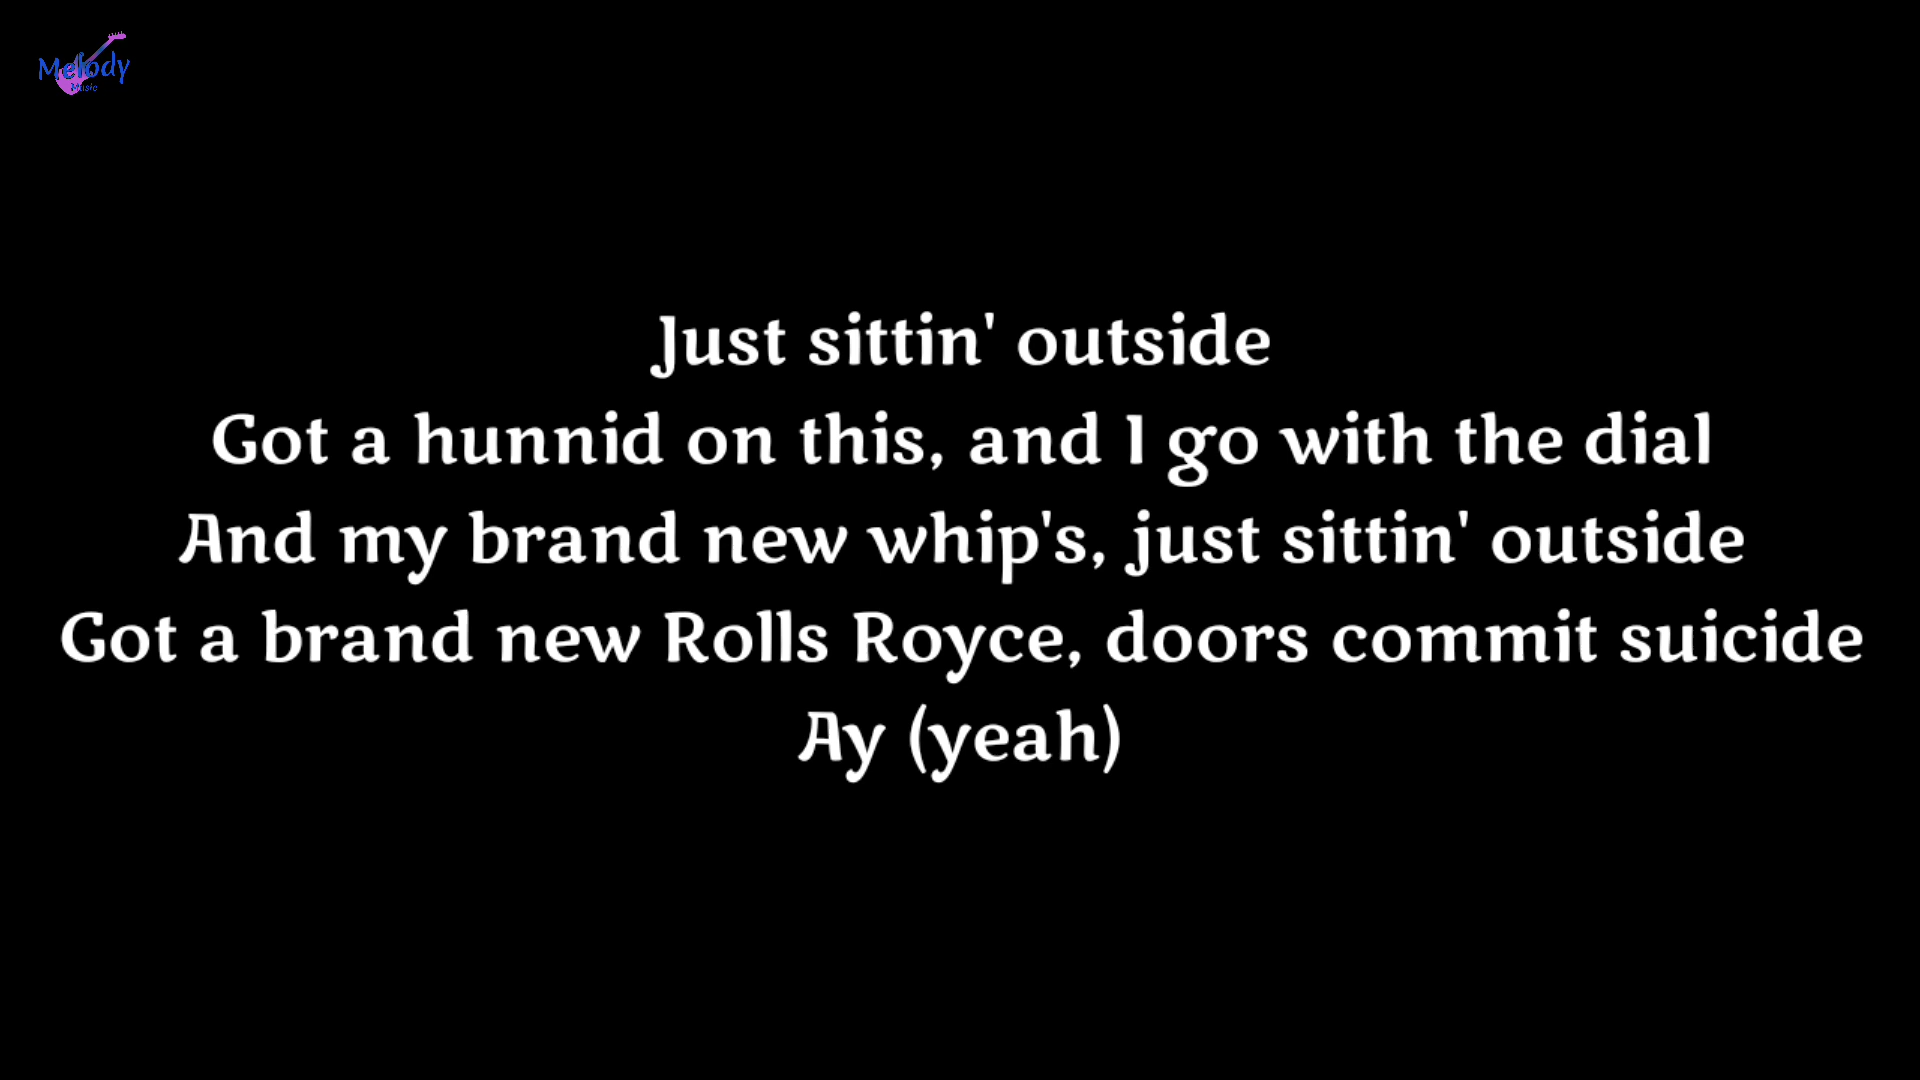 Melody
Music
Just sittin' outside
Got a hunnid on this, and I go with the dial
And my brand new whip's, just sittin' outside
Got a brand new Rolls Royce, doors commit suicide
Ay (yeah)